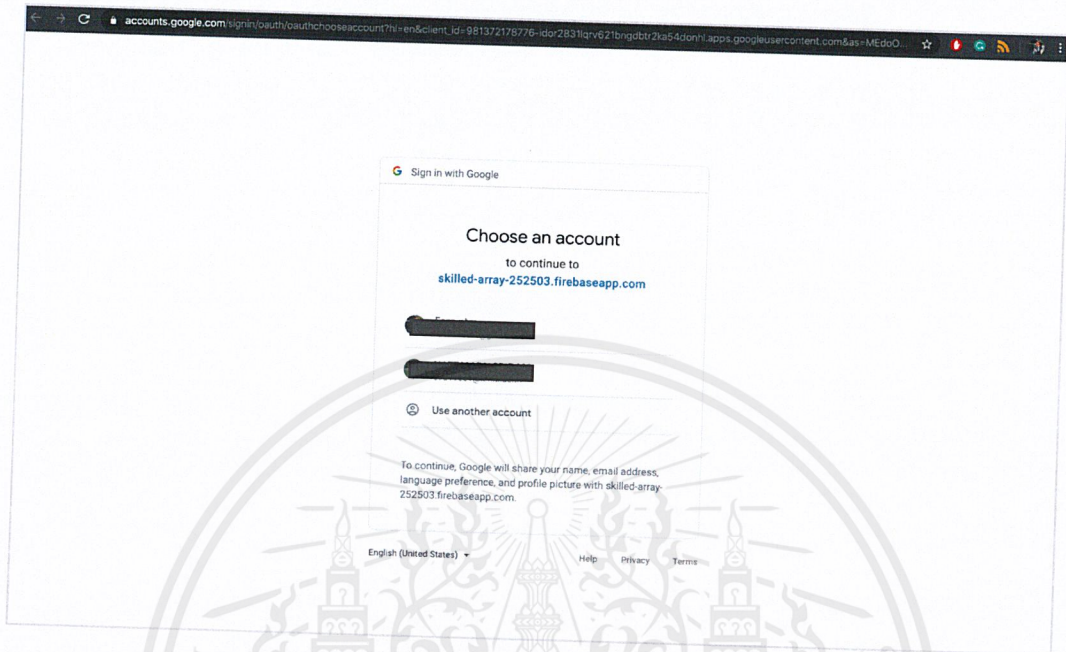 accounts.google.com/signin/oauth/oauthchooseaccount?hl=en&client_id=981372178776-idor2831lqrv621bngdbtr2ka54donhl.apps.googleusercontent.com&as=MEdoO...
G Sign in with Google
Choose an account
to continue to
skilled-array-252503.firebaseapp.com
Use another account
To continue, Google will share your name, email address,
language preference, and profile picture with skilled-array-
252503.firebaseapp.com.
English (United States)
Help Privacy Terms